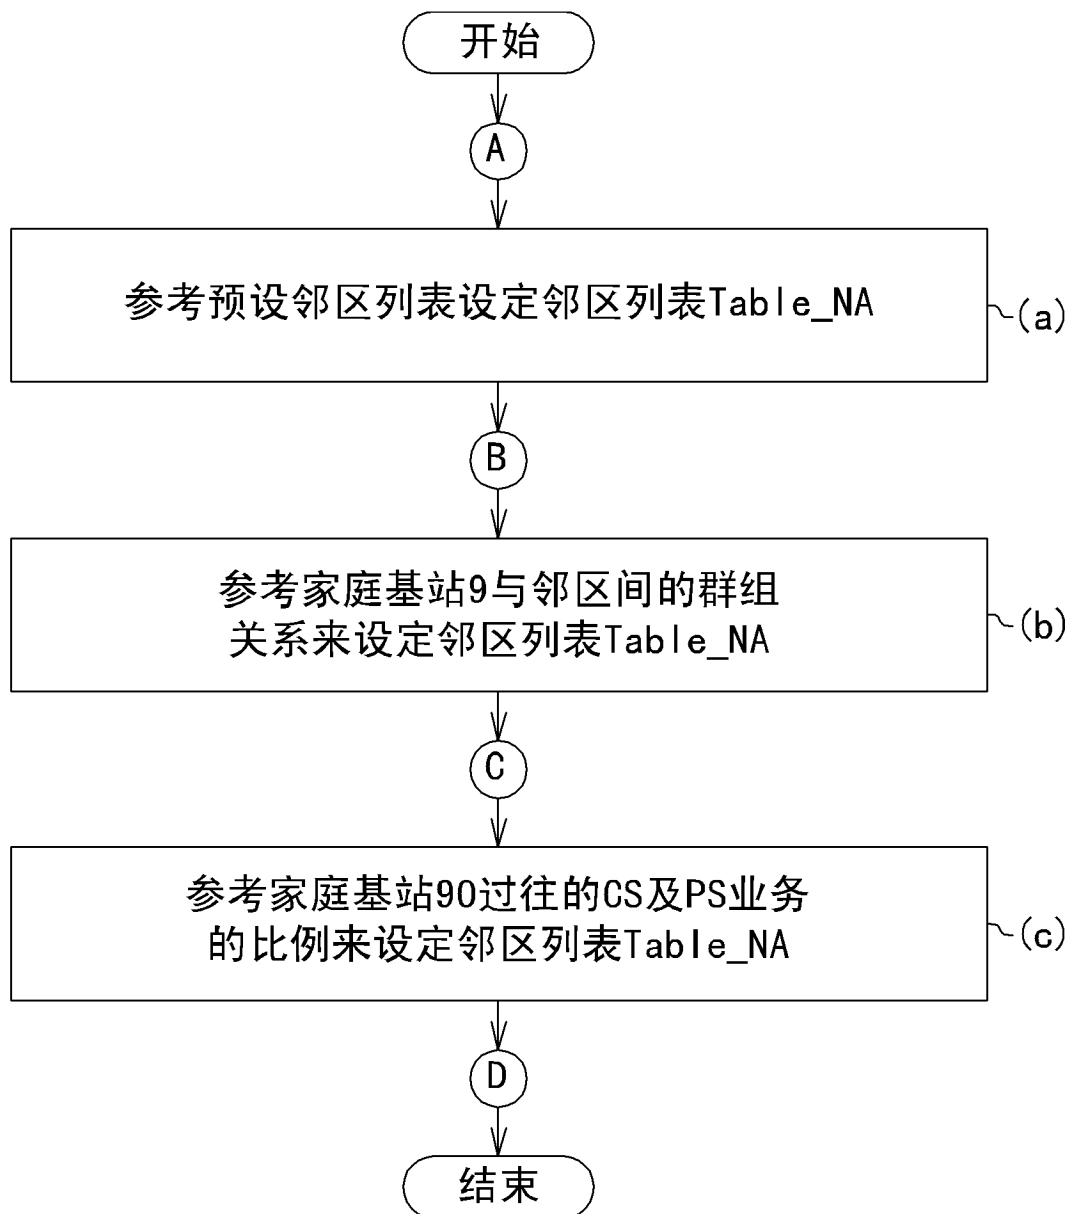 开始
A
参考预设邻区列表设定邻区列表Table_NA
(a)
B
参考家庭基站9与邻区间的群组
关系来设定邻区列表Table_NA
(b)
C
参考家庭基站90过往的CS及PS业务
的比例来设定邻区列表Table_NA
(c)
D
结束